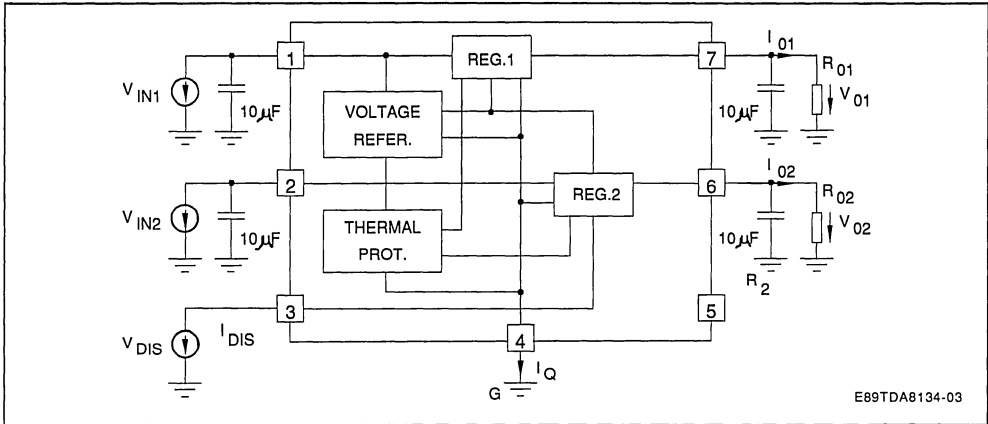 I 01
1
REG.1
7
R 01
V IN1
10µF
VOLTAGE
REFER.
10µF
V 01
I 02
2
6
REG.2
R 02
V IN2
10µF
THERMAL
PROT.
10µF
V 02
R 2
3
5
V DIS
I DIS
4
I Q
G
E89TDA8134-03